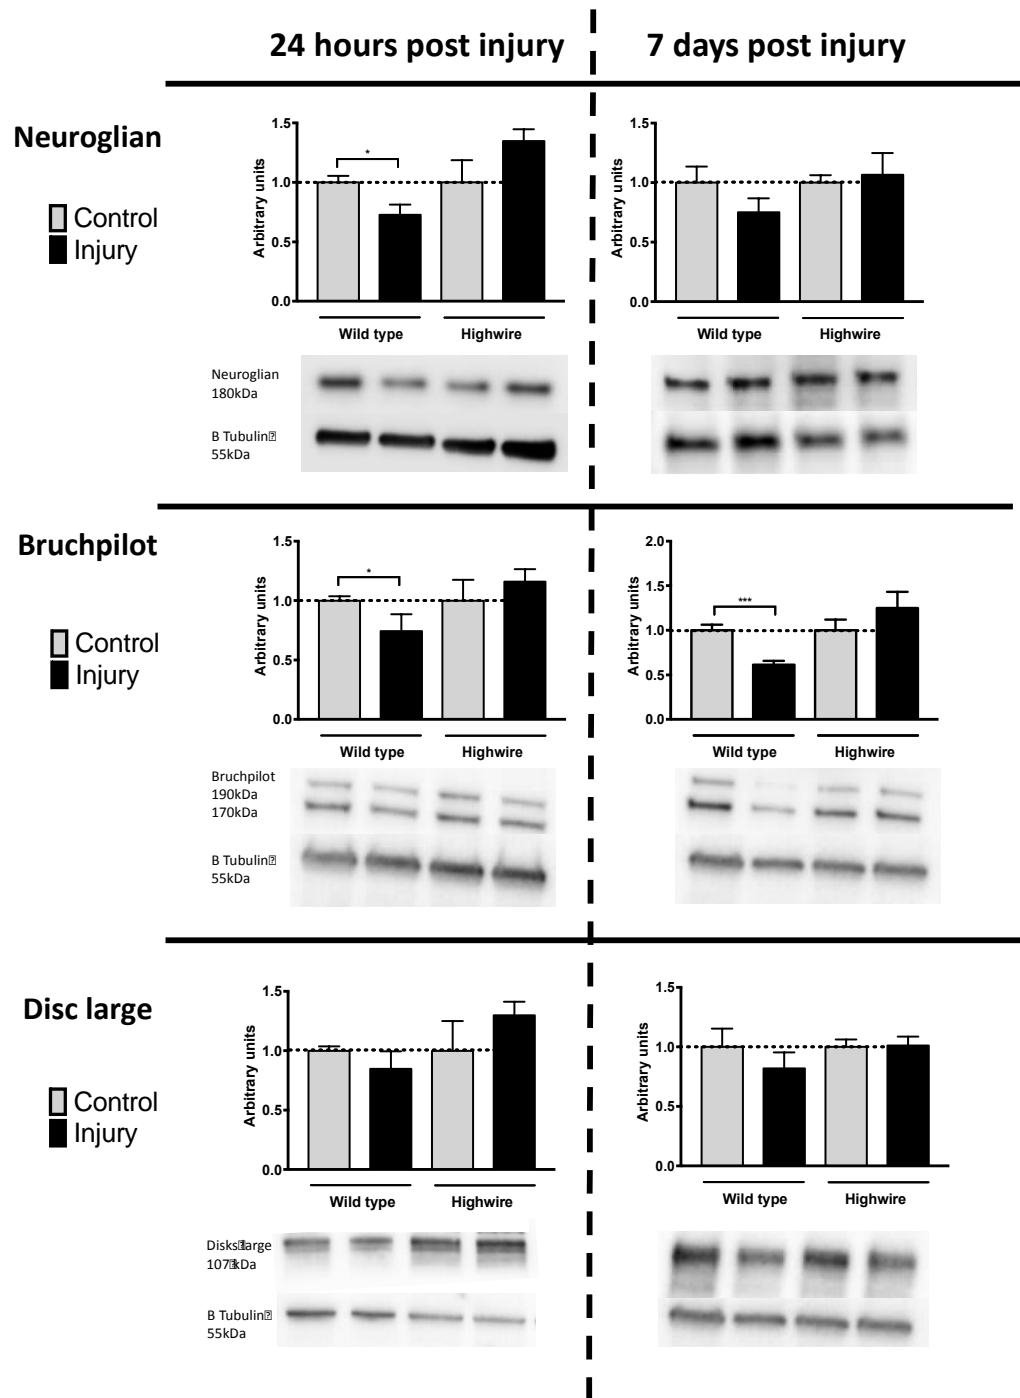 24 hours post injury
7 days post injury
Neuroglian
Control
Injury
Arbitrary units
1.5
1.0
0.5
0.0
*
Wild type
Highwire
Arbitrary units
1.5
1.0
0.5
0.0
Wild type
Highwire
Neuroglian
180kDa
B Tubulin
55kDa
Bruchpilot
Control
Injury
Arbitrary units
1.5
1.0
0.5
0.0
*
Wild type
Highwire
Arbitrary units
2.0
1.5
1.0
0.5
0.0
***
Wild type
Highwire
Bruchpilot
190kDa
170kDa
B Tubulin
55kDa
Disc large
Control
Injury
Arbitrary units
1.5
1.0
0.5
0.0
Wild type
Highwire
Arbitrary units
1.5
1.0
0.5
0.0
Wild type
Highwire
Disks large
107 kDa
B Tubulin
55kDa